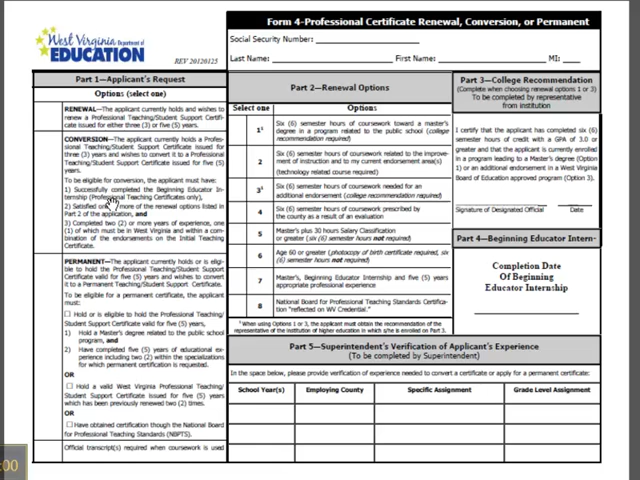 West Virginia Department of
EDUCATION
REV 20120125
Form 4-Professional Certificate Renewal, Conversion, or Permanent
Social Security Number:
Last Name: First Name: MI:
Part 1—Applicant's Request
Options (select one)
RENEWAL—The applicant currently holds and wishes to
renew a Professional Teaching/Student Support Certifi-
cate issued for either three (3) or five (5) years.
CONVERSION—The applicant currently holds a Profes-
sional Teaching/Student Support Certificate issued for
three (3) years and wishes to convert it to a Professional
Teaching/Student Support Certificate issued for five (5)
years.
To be eligible for conversion, the applicant must have:
1) Successfully completed the Beginning Educator In-
ternship (Professional Teaching Certificates only),
2) Satisfied one more of the renewal options listed in
Part 2 of the application, and
3) Completed two (2) or more years of experience, one
(1) of which must be in West Virginia and within a com-
bination of the endorsements on the Initial Teaching
Certificate.
PERMANENT—The applicant currently holds or is eligi-
ble to hold the Professional Teaching/Student Support
Certificate valid for five (5) years and wishes to convert
it to a Permanent Teaching/Student Support Certificate.
To be eligible for a permanent certificate, the applicant
must:
Hold or is eligible to hold the Professional Teaching/
Student Support Certificate valid for five (5) years,
1) Hold a Master's degree related to the public school
program, and
2) Have completed five (5) years of educational ex-
perience including two (2) within the specializations
for which permanent certification is requested.
OR
Hold a valid West Virginia Professional Teaching/
Student Support Certificate issued for five (5) years
which has been previously renewed two (2) times.
OR
Have obtained certification though the National Board
for Professional Teaching Standards (NBPTS).
Official transcript(s) required when coursework is used
Part 2—Renewal Options
Select one Options
1¹ Six (6) semester hours of coursework toward a master's
degree in a program related to the public school (college
recommendation required)
2 Six (6) semester hours of coursework related to the improve-
ment of instruction and to my current endorsement area(s)
(technology related course required)
3¹ Six (6) semester hours of coursework needed for an
additional endorsement (college recommendation required)
4 Six (6) semester hours of coursework prescribed by
the county as a result of an evaluation
5 Master's plus 30 hours Salary Classification
or greater (six (6) semester hours not required)
6 Age 60 or greater (photocopy of birth certificate required, six
(6) semester hours not required)
7 Master's, Beginning Educator Internship and five (5) years
appropriate professional experience
8 National Board for Professional Teaching Standards Certifica-
tion "reflected on WV Credential."
¹ When using Options 1 or 3, the applicant must obtain the recommendation of the
representative of the institution of higher education in which s/he is enrolled on Part 3.
Part 3—College Recommendation
(Complete when choosing renewal options 1 or 3)
To be completed by representative
from institution
I certify that the applicant has completed six (6)
semester hours of credit with a GPA of 3.0 or
greater and that the applicant is currently enrolled
in a program leading to a Master's degree (Option
1) or an additional endorsement in a West Virginia
Board of Education approved program (Option 3).
Signature of Designated Official Date
Part 4—Beginning Educator Intern-
Completion Date
Of Beginning
Educator Internship
Part 5—Superintendent's Verification of Applicant's Experience
(To be completed by Superintendent)
In the space below, please provide verification of experience needed to convert a certificate or apply for a permanent certificate:
School Year(s) Employing County Specific Assignment Grade Level Assignment
:00